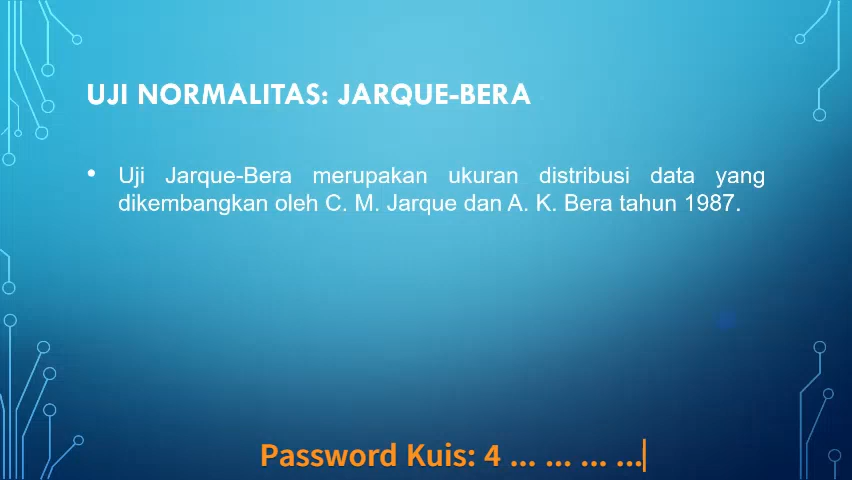 UJI NORMALITAS: JARQUE-BERA
• Uji Jarque-Bera merupakan ukuran distribusi data yang
dikembangkan oleh C. M. Jarque dan A. K. Bera tahun 1987.
Password Kuis: 4 ... ... ... ...